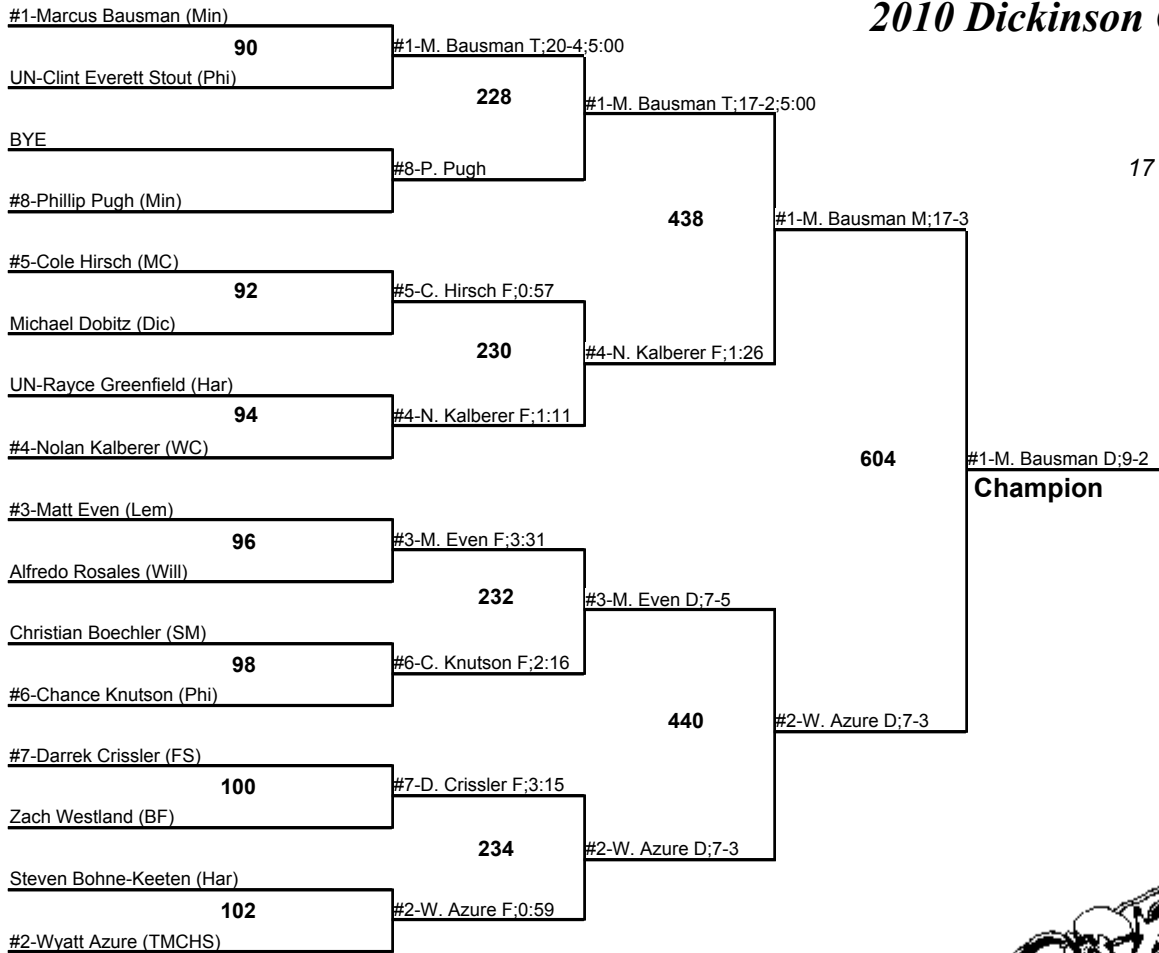 2010 Dickinson
17
#1-Marcus Bausman (Min)
90
UN-Clint Everett Stout (Phi)
BYE
#8-Phillip Pugh (Min)
#5-Cole Hirsch (MC)
92
Michael Dobitz (Dic)
UN-Rayce Greenfield (Har)
94
#4-Nolan Kalberer (WC)
#3-Matt Even (Lem)
96
Alfredo Rosales (Will)
Christian Boechler (SM)
98
#6-Chance Knutson (Phi)
#7-Darrek Crissler (FS)
100
Zach Westland (BF)
Steven Bohne-Keeten (Har)
102
#2-Wyatt Azure (TMCHS)
#1-M. Bausman T;20-4;5:00
228
#8-P. Pugh
#5-C. Hirsch F;0:57
230
#4-N. Kalberer F;1:11
#3-M. Even F;3:31
232
#6-C. Knutson F;2:16
#7-D. Crissler F;3:15
234
#2-W. Azure F;0:59
#1-M. Bausman T;17-2;5:00
438
#4-N. Kalberer F;1:26
#3-M. Even D;7-5
440
#2-W. Azure D;7-3
#1-M. Bausman M;17-3
604
#2-W. Azure D;7-3
#1-M. Bausman D;9-2
Champion